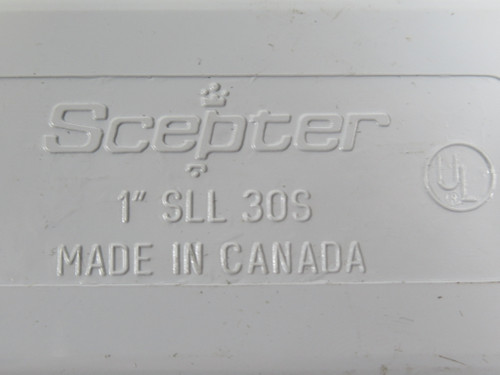 Scepter
1" SLL 30S
UL
MADE IN CANADA